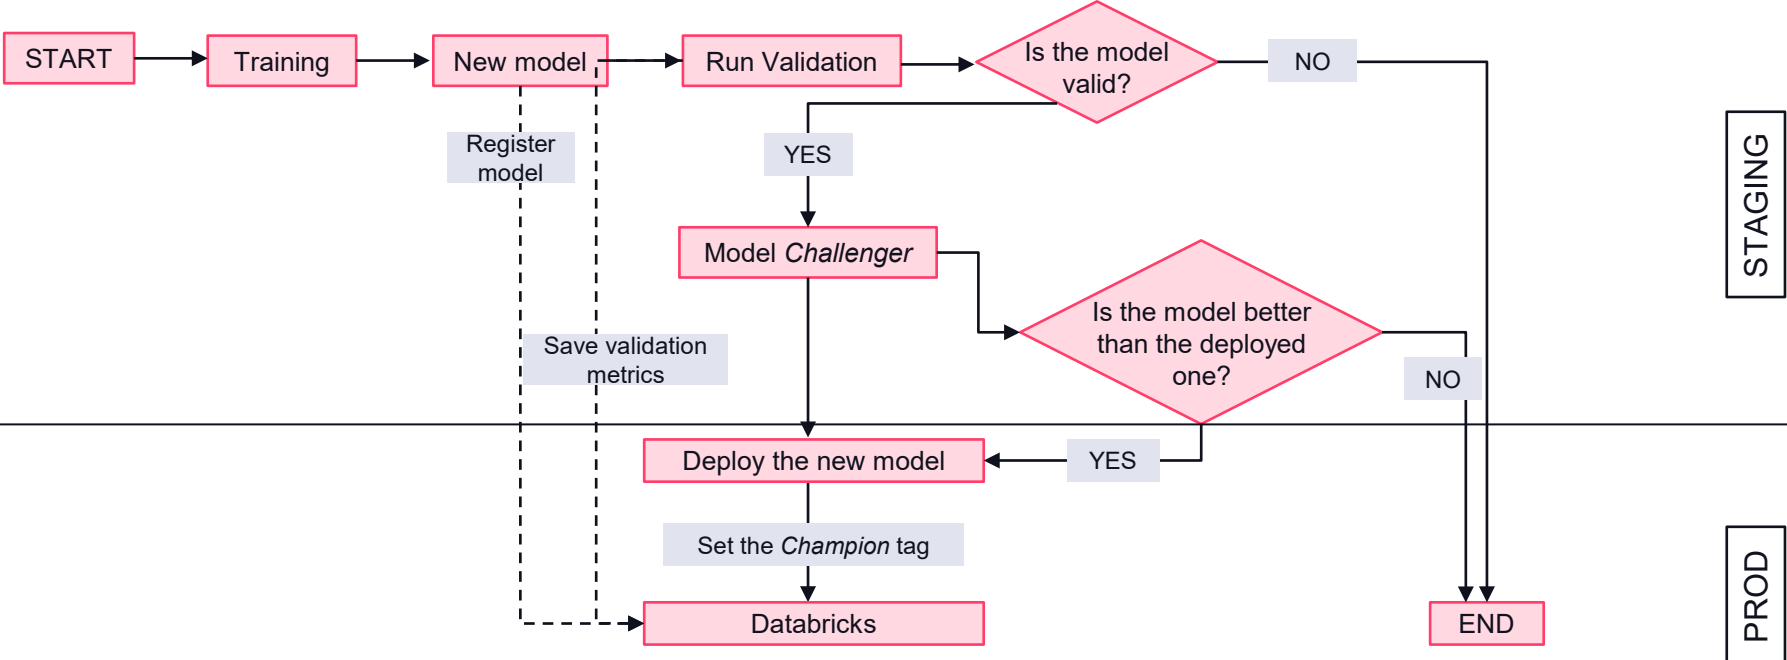 START
Training
New model
Run Validation
Is the model
valid?
NO
Register
model
YES
STAGING
Model Challenger
Is the model better
than the deployed
one?
Save validation
metrics
NO
Deploy the new model
YES
Set the Champion tag
PROD
Databricks
END